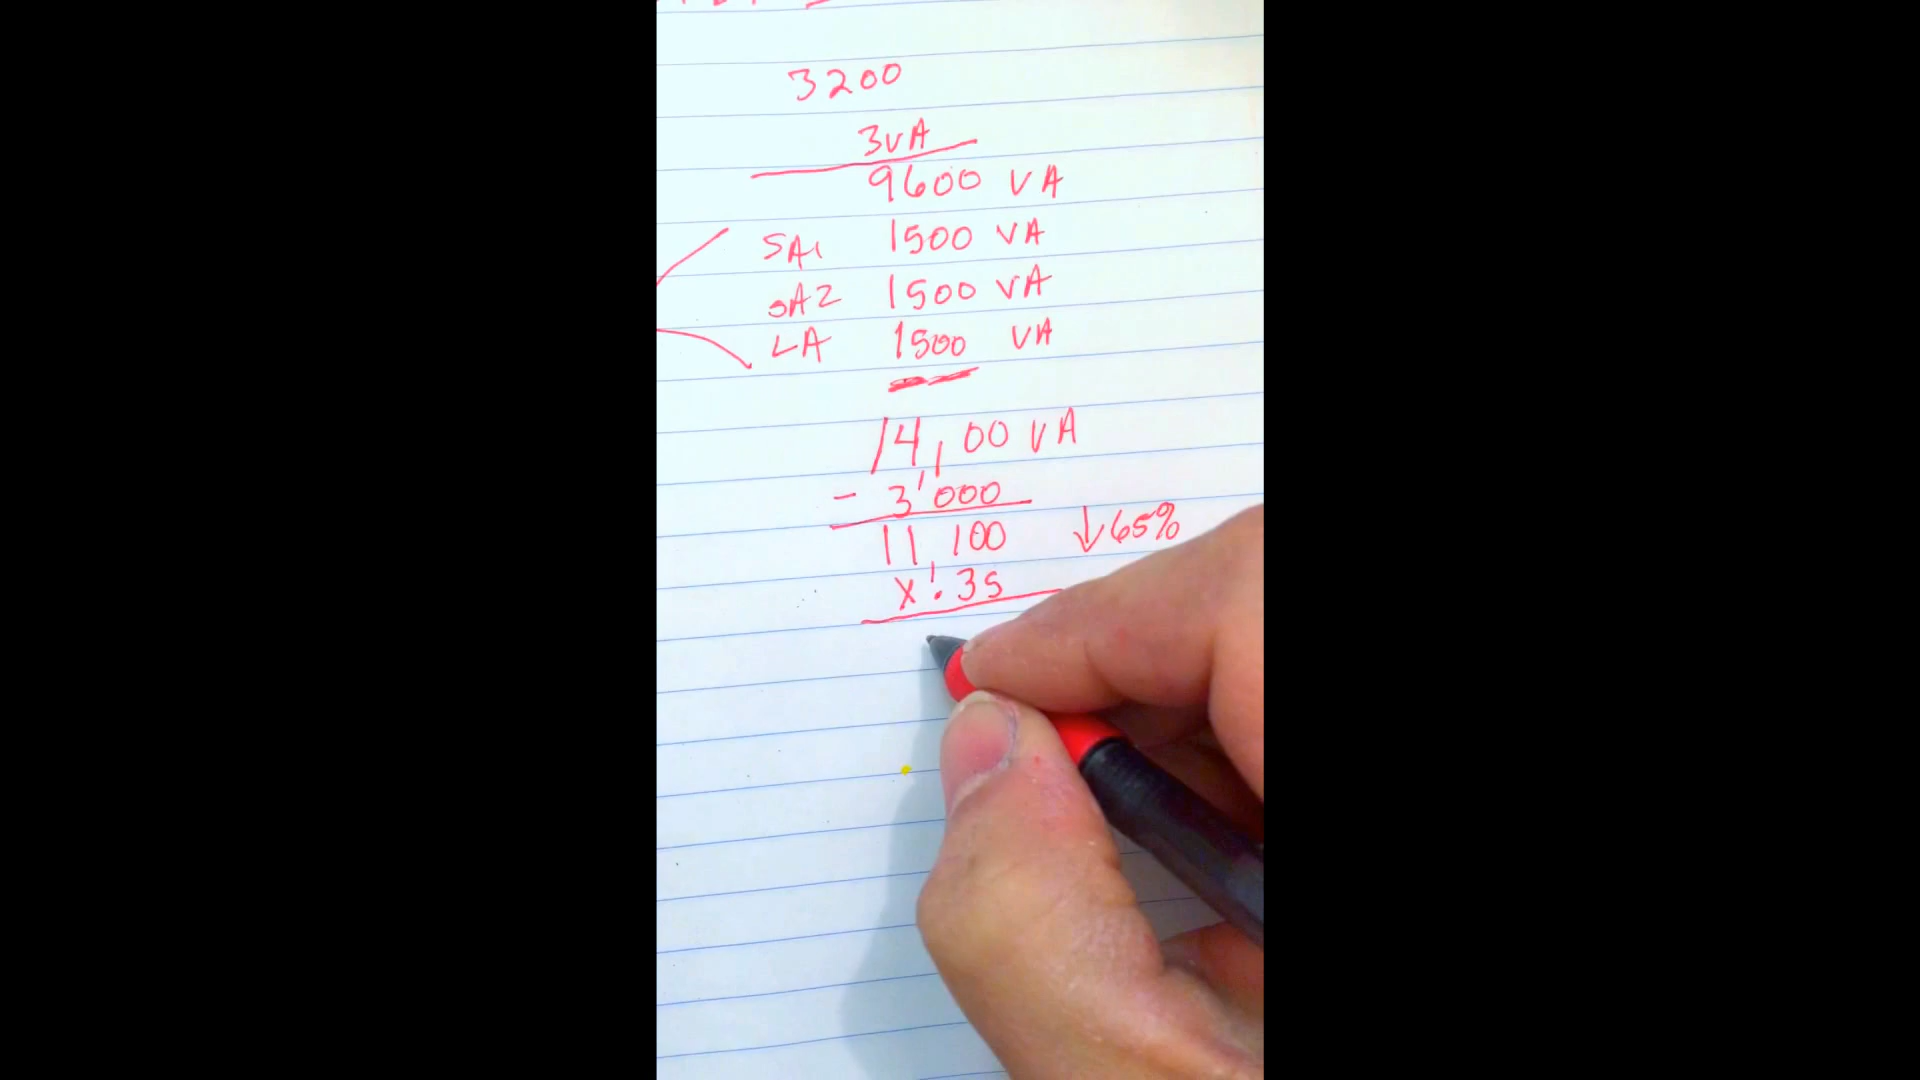 3200
3VA
9600 VA
SA1 1500 VA
SA2 1500 VA
LA 1500 VA
14,00 VA
- 3'000
11,100 ↓65%
x .35